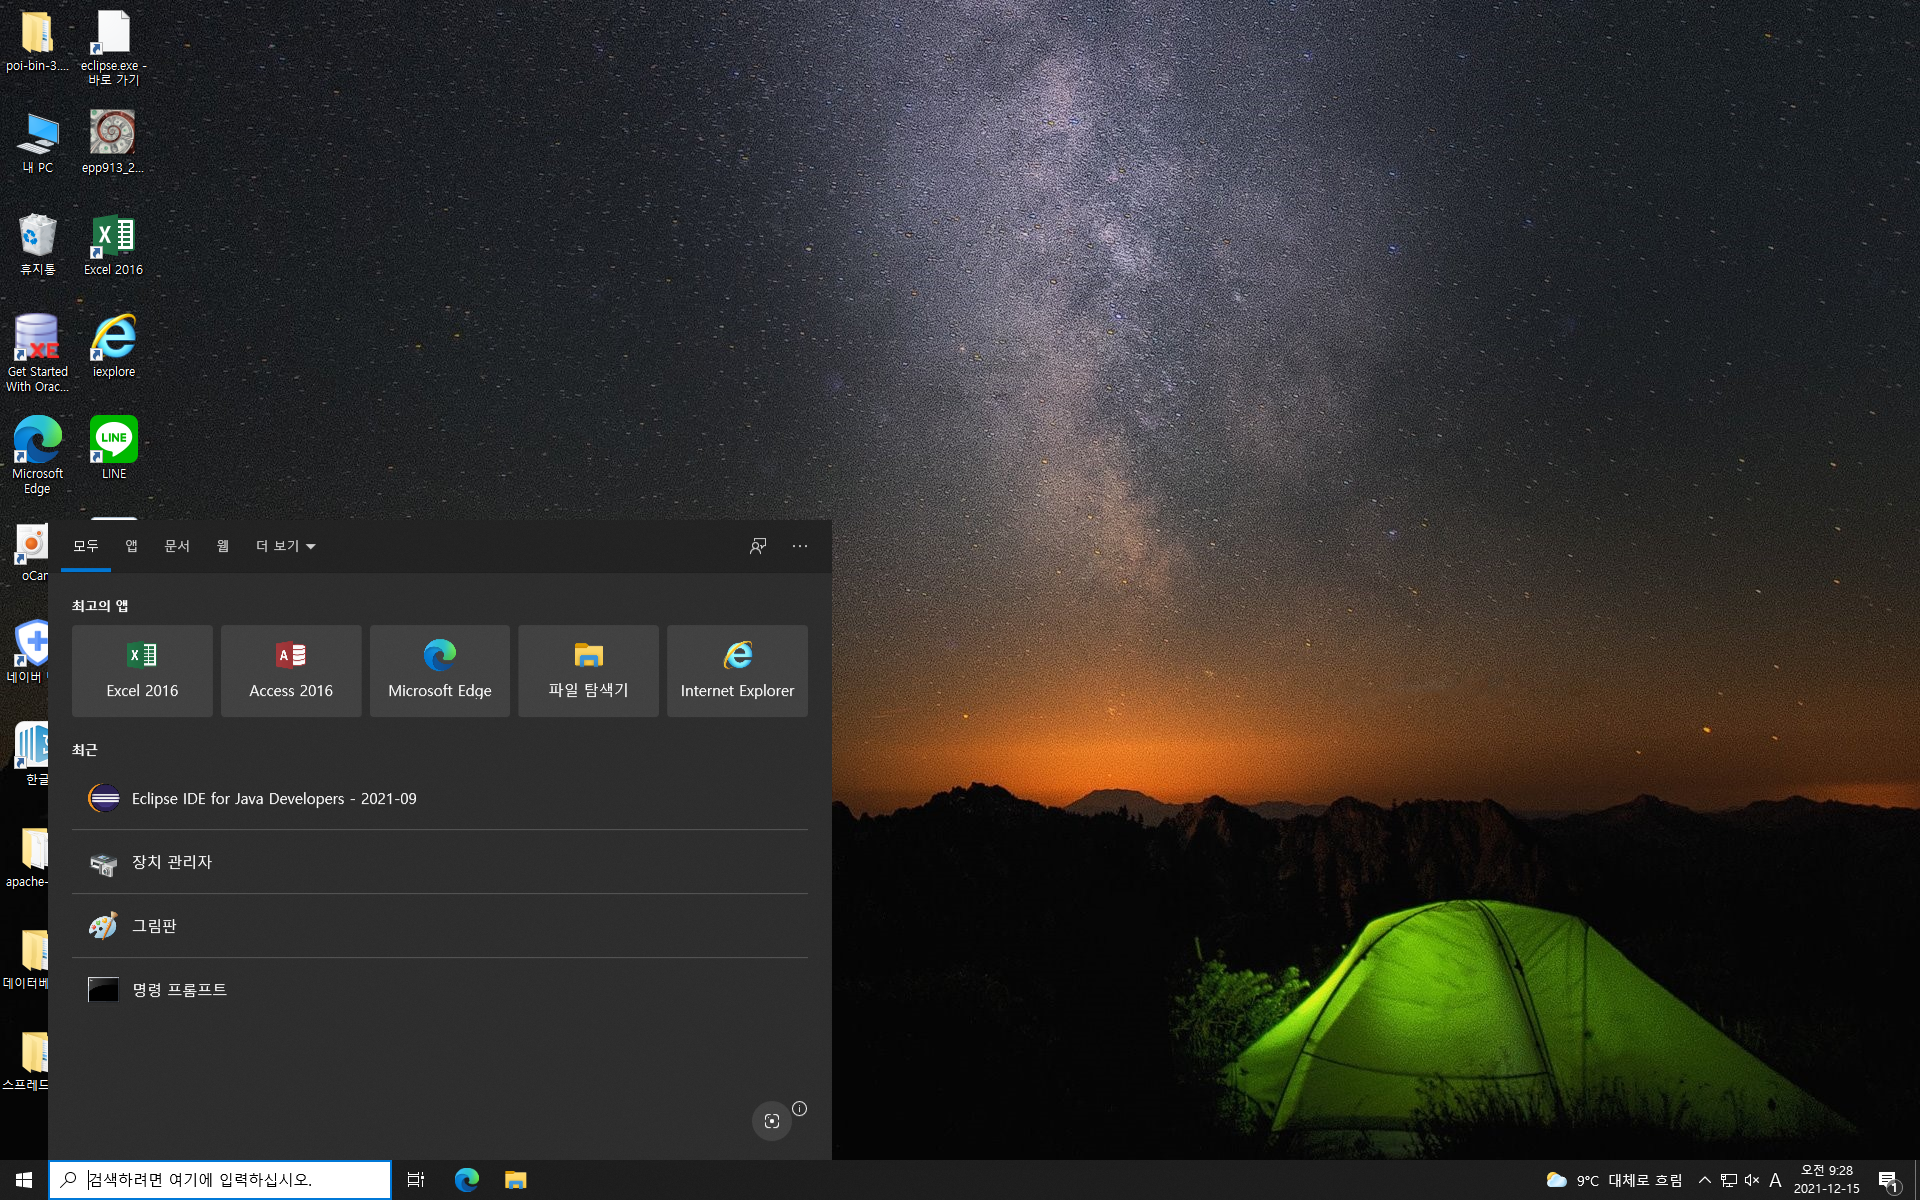 poi-bin-3....
eclipse.exe -
바로 가기
내 PC
epp913_2...
휴지통
Excel 2016
XE
Get Started
With Orac...
iexplore
Microsoft
Edge
LINE
LINE
oCar
네이버
한글
apache-
데이터베
스프레드
모두
앱
문서
웹
더 보기
최고의 앱
Excel 2016
Access 2016
Microsoft Edge
파일 탐색기
Internet Explorer
최근
Eclipse IDE for Java Developers - 2021-09
장치 관리자
그림판
명령 프롬프트
검색하려면 여기에 입력하십시오.
9°C 대체로 흐림
A
오전 9:28
2021-12-15
1